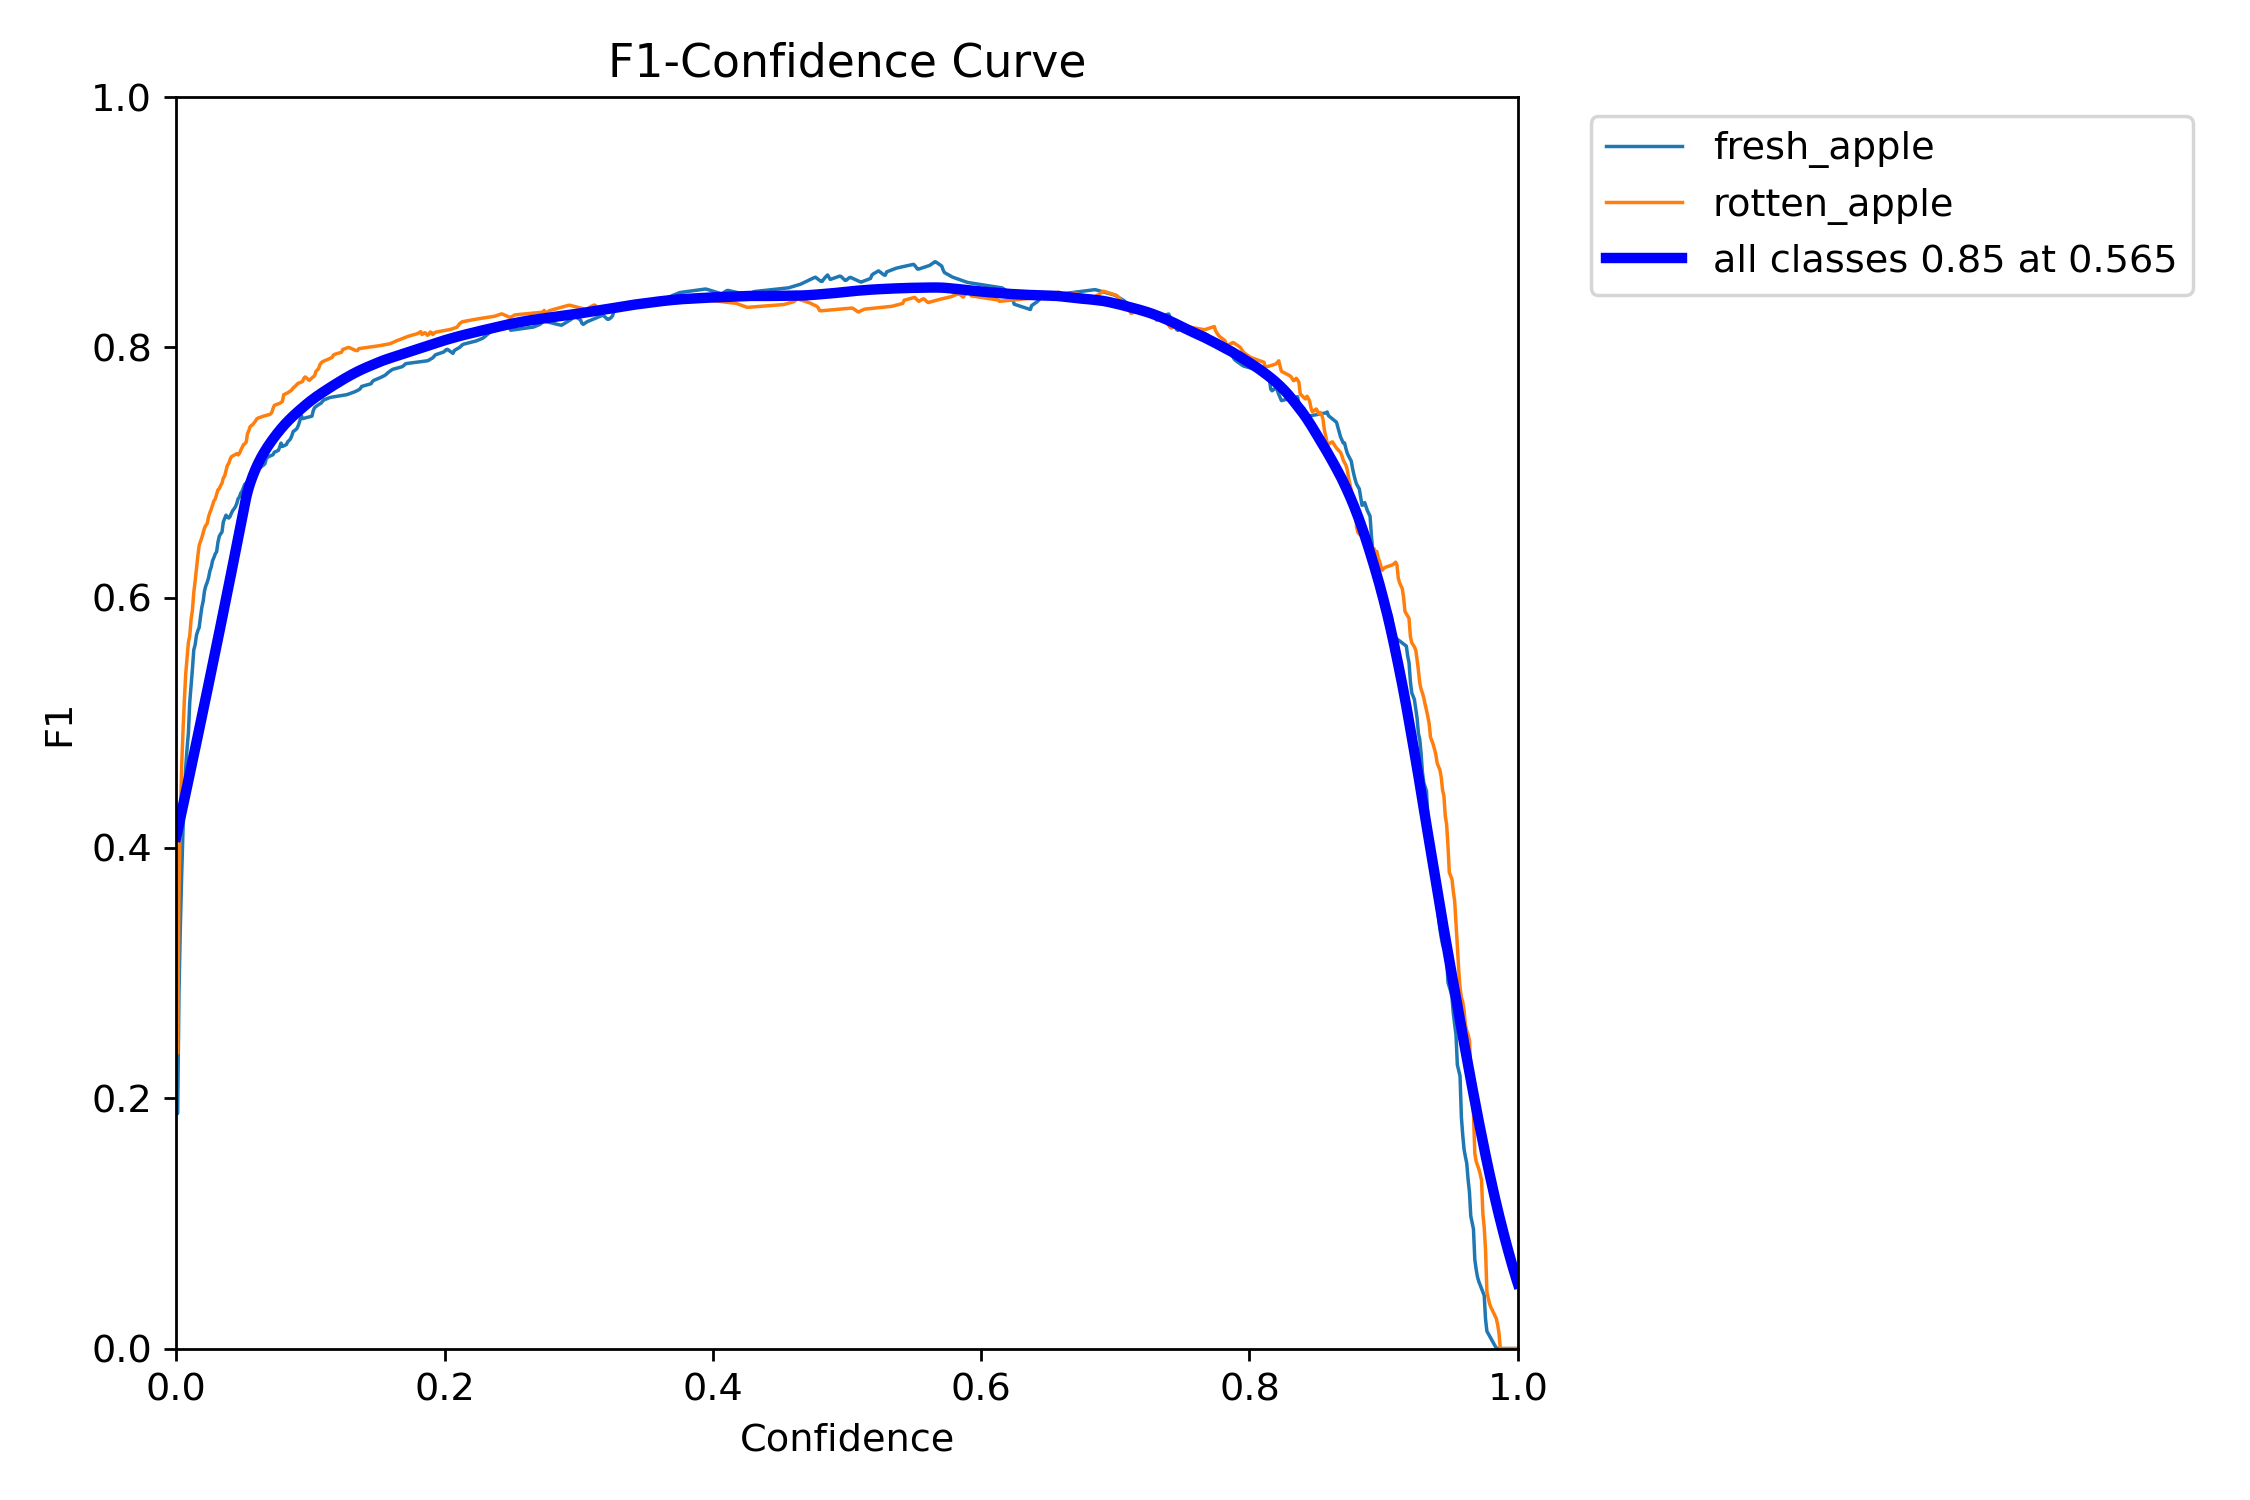 F1-Confidence Curve
1.0
0.8
0.6
0.4
0.2
0.0
F1
0.0 0.2 0.4 0.6 0.8 1.0
Confidence
fresh_apple
rotten_apple
all classes 0.85 at 0.565